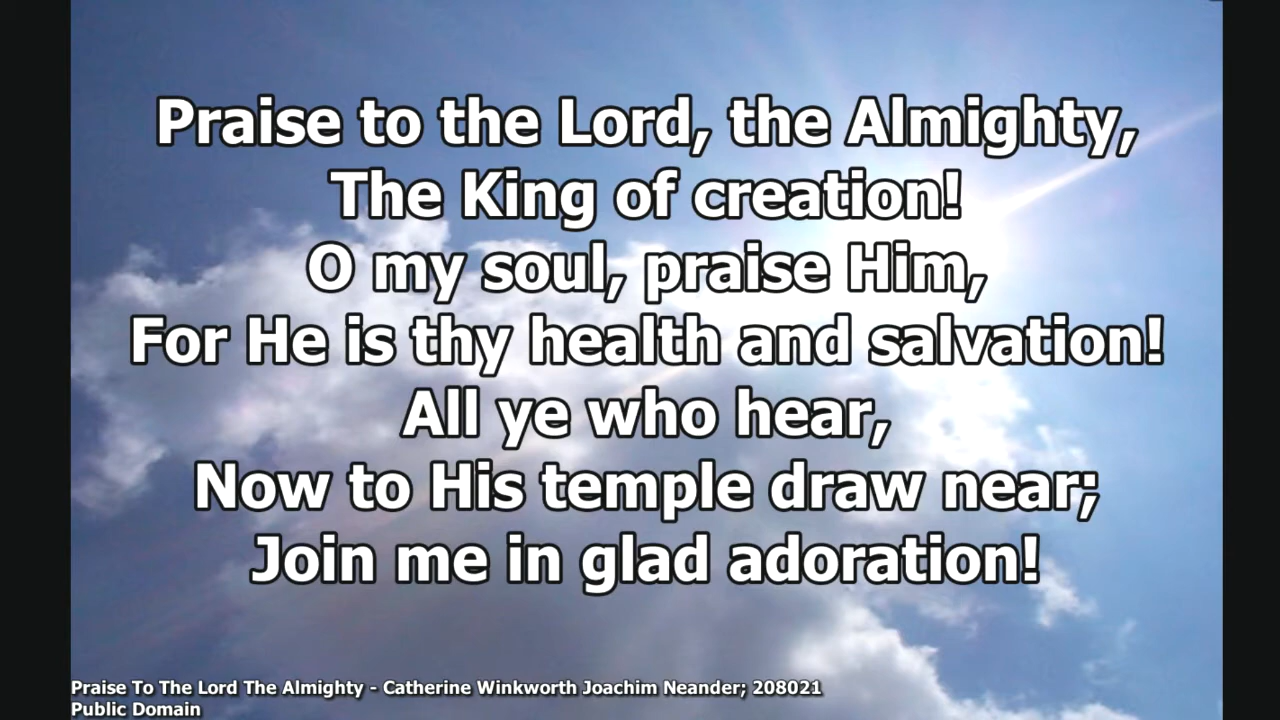 Praise to the Lord, the Almighty,
The King of creation!
O my soul, praise Him,
For He is thy health and salvation!
All ye who hear,
Now to His temple draw near;
Join me in glad adoration!
Praise To The Lord The Almighty - Catherine Winkworth Joachim Neander; 208021
Public Domain